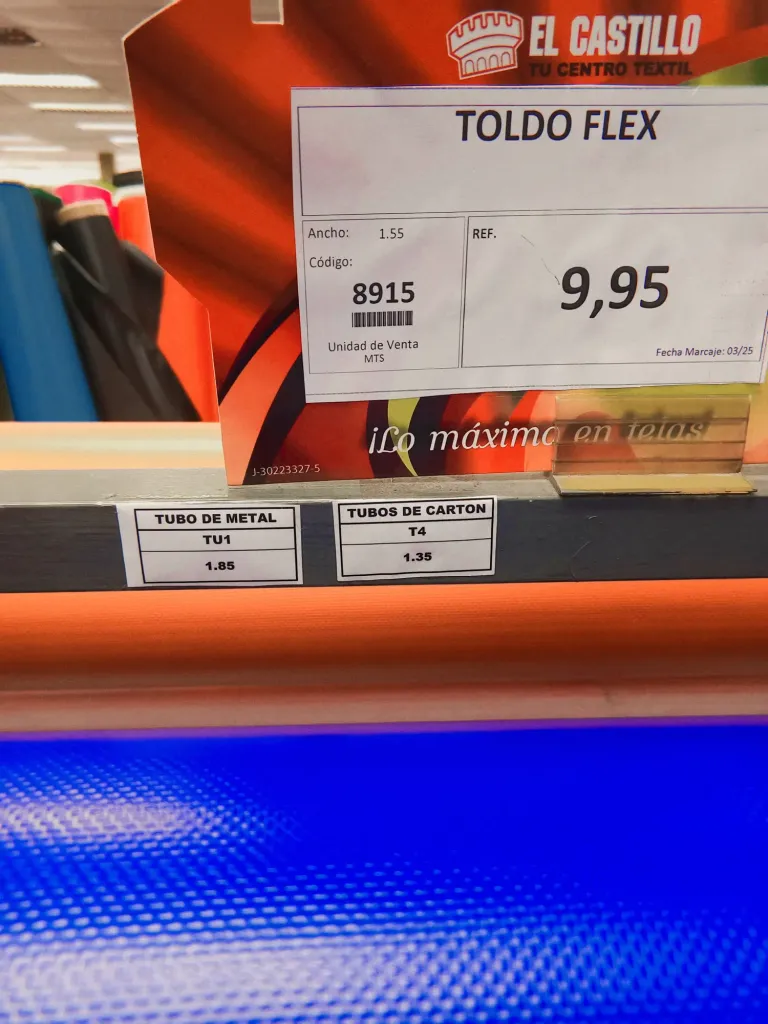 EL CASTILLO
TU CENTRO TEXTIL
TOLDO FLEX
Ancho: 1.55
Código:
8915
Unidad de Venta
MTS
REF.
9,95
Fecha Marcaje: 03/25
¡Lo máximo en telas!
J-30223327-5
TUBO DE METAL
TU1
1.85
TUBOS DE CARTON
T4
1.35